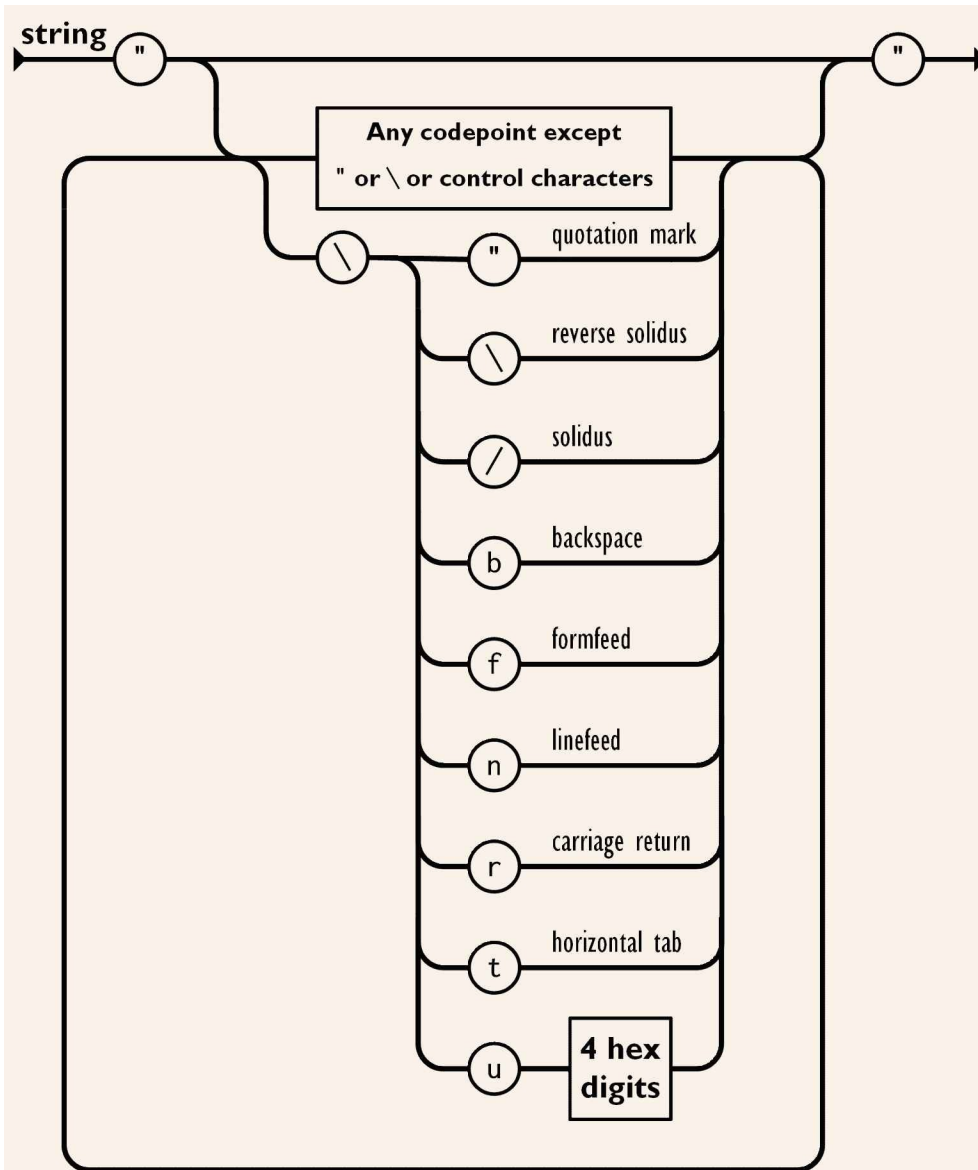 string
" "
Any codepoint except
" or \ or control characters
quotation mark
\ "
reverse solidus
\
solidus
/
backspace
b
formfeed
f
linefeed
n
carriage return
r
horizontal tab
t
4 hex
u
digits